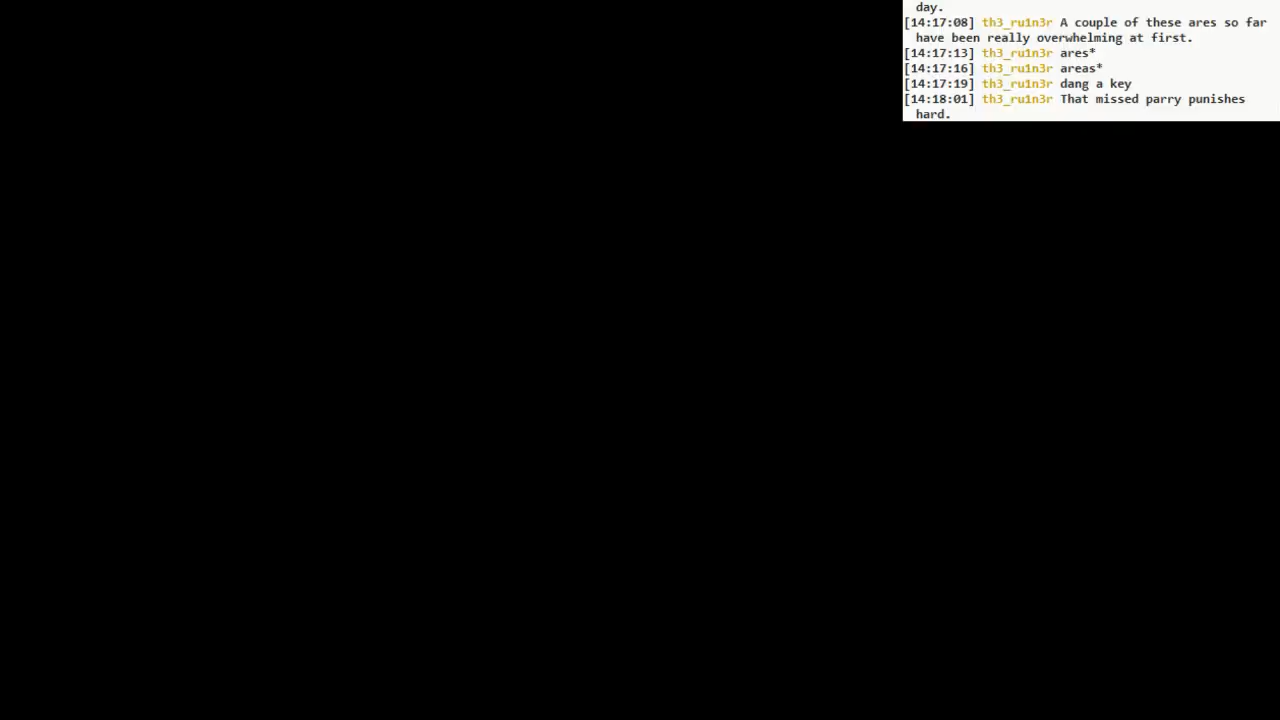 day.
[14:17:08] th3_ru1n3r A couple of these ares so far
have been really overwhelming at first.
[14:17:13] th3_ru1n3r ares*
[14:17:16] th3_ru1n3r areas*
[14:17:19] th3_ru1n3r dang a key
[14:18:01] th3_ru1n3r That missed parry punishes
hard.